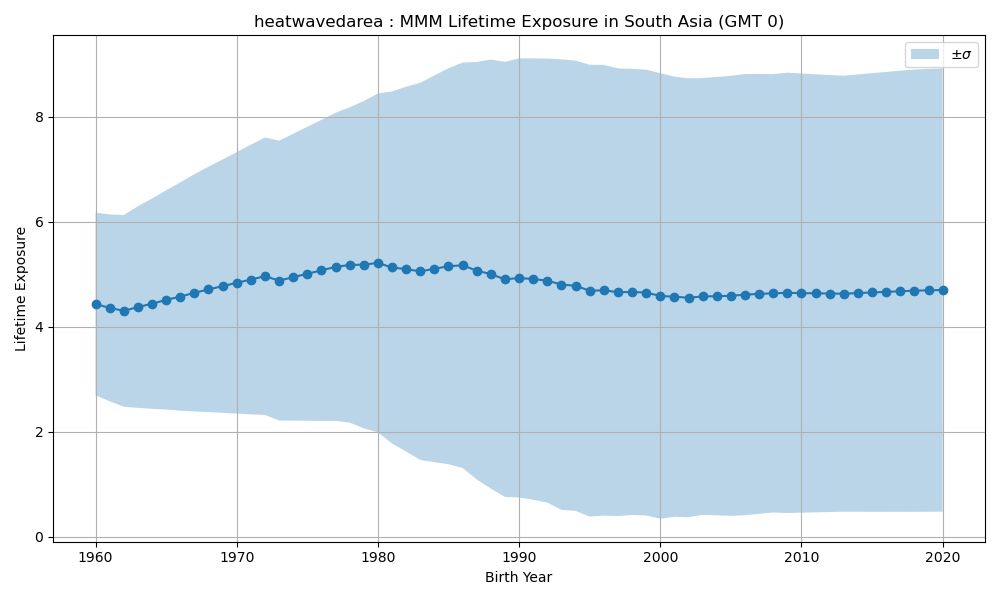 heatwavedarea : MMM Lifetime Exposure in South Asia (GMT 0)
±σ
Lifetime Exposure
8
6
4
2
0
1960 1970 1980 1990 2000 2010 2020
Birth Year